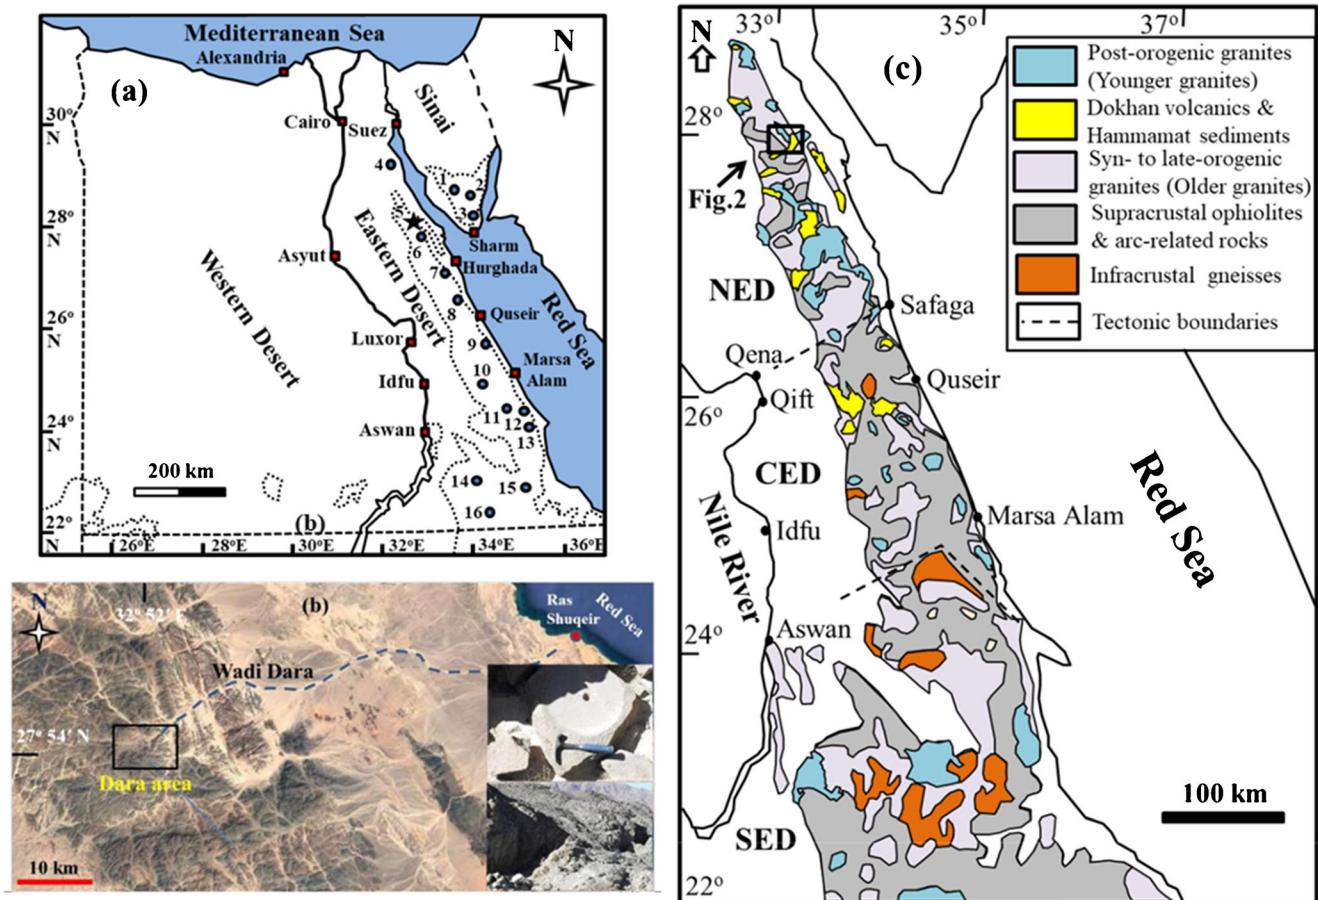 Mediterranean Sea
Alexandria
N
(a)
30°
N
Cairo
Suez
Sinai
4
1
2
3
28°
N
5
6
Sharm
Asyut
7
Hurghada
Western Desert
Eastern Desert
Red Sea
26°
N
8
Quseir
Luxor
9
Marsa
Alam
Idfu
10
24°
N
Aswan
11
12
13
200 km
14
15
16
22°
N
(b)
26°E
28°E
30°E
32°E
34°E
36°E
N
32° 52′ E
(b)
Ras
Shuqeir
Red Sea
Wadi Dara
27° 54′ N
Dara area
10 km
33°
35°
37°
N
(c)
28°
Fig.2
NED
Safaga
Qena
Qift
Quseir
26°
CED
Nile River
Idfu
Marsa Alam
Red Sea
24°
Aswan
SED
100 km
22°
Post-orogenic granites
(Younger granites)
Dokhan volcanics &
Hammamat sediments
Syn- to late-orogenic
granites (Older granites)
Supracrustal ophiolites
& arc-related rocks
Infracrustal gneisses
Tectonic boundaries